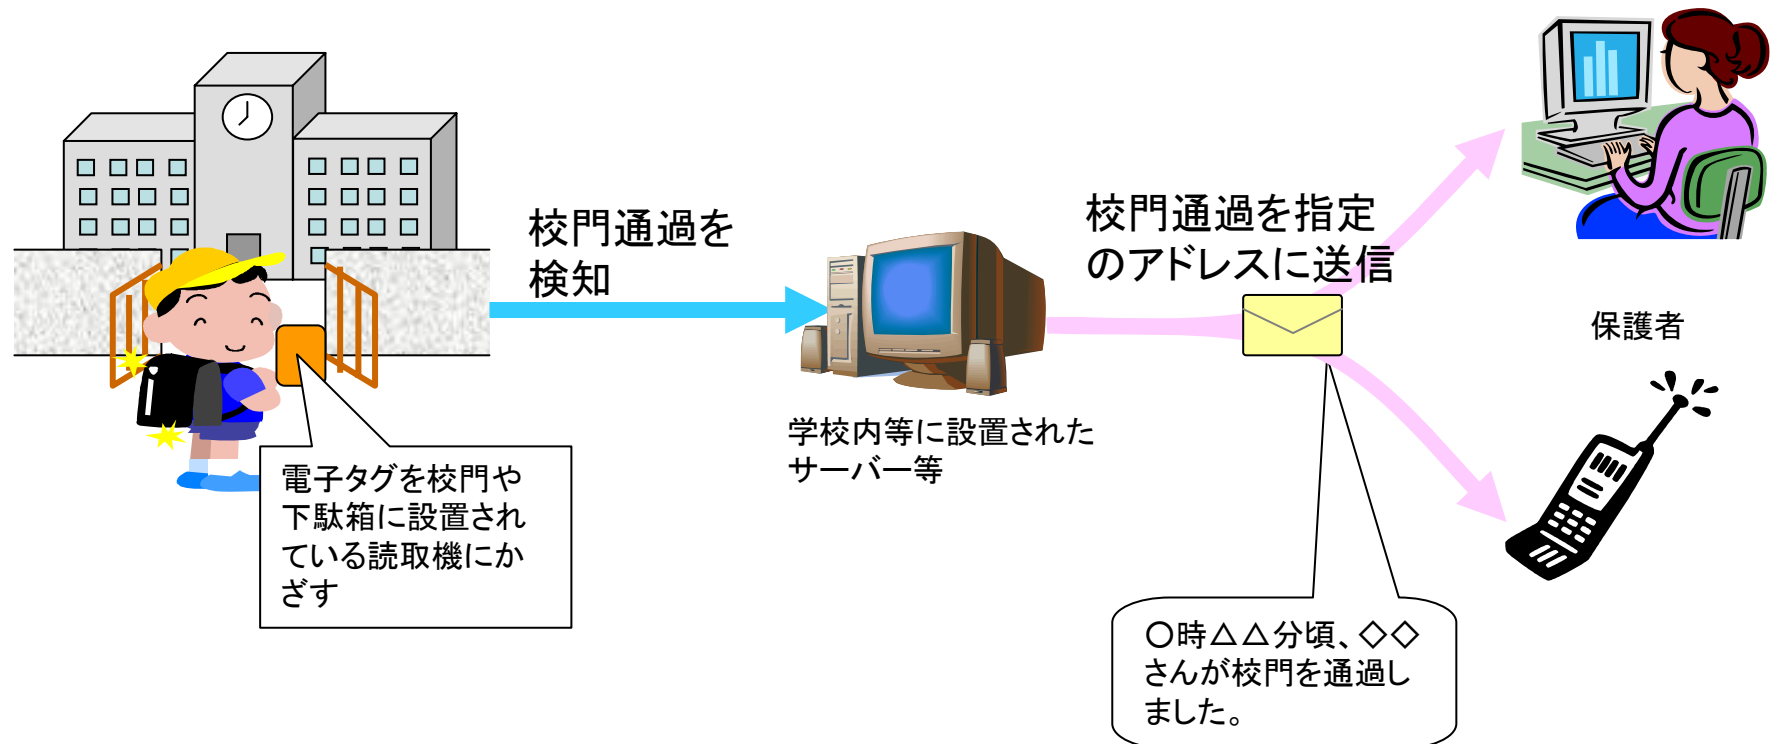 校門通過を
検知
電子タグを校門や
下駄箱に設置され
ている読取機にか
ざす
学校内等に設置された
サーバー等
校門通過を指定
のアドレスに送信
〇時△△分頃、◇◇
さんが校門を通過し
ました。
保護者